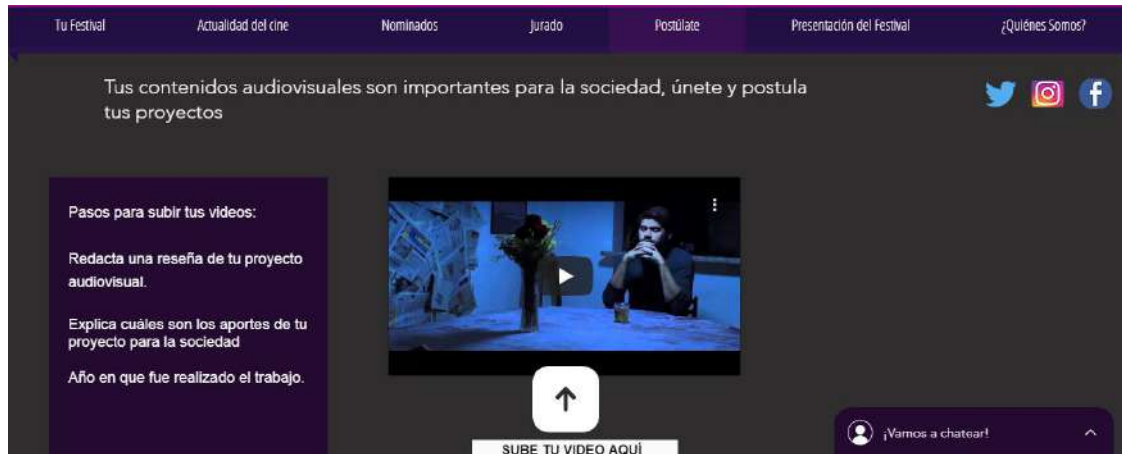 Tu Festival
Actualidad del cine
Nominados
Jurado
Postúlate
Presentación del Festival
¿Quiénes Somos?
Tus contenidos audiovisuales son importantes para la sociedad, únete y postula
tus proyectos
Pasos para subir tus videos:
Redacta una reseña de tu proyecto
audiovisual.
Explica cuáles son los aportes de tu
proyecto para la sociedad
Año en que fue realizado el trabajo.
SUBE TU VIDEO AQUÌ
¡Vamos a chatear!